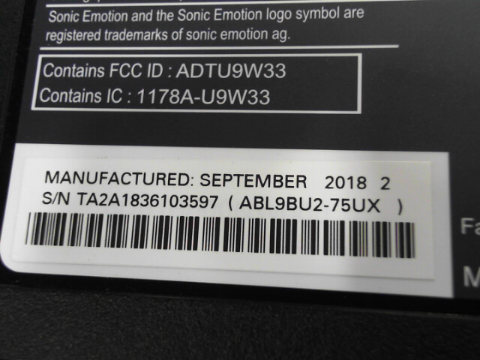 Sonic Emotion and the Sonic Emotion logo symbol are
registered trademarks of sonic emotion ag.
Contains FCC ID : ADTU9W33
Contains IC : 1178A-U9W33
MANUFACTURED: SEPTEMBER 2018 2
S/N TA2A1836103597 ( ABL9BU2-75UX )
Fa
M